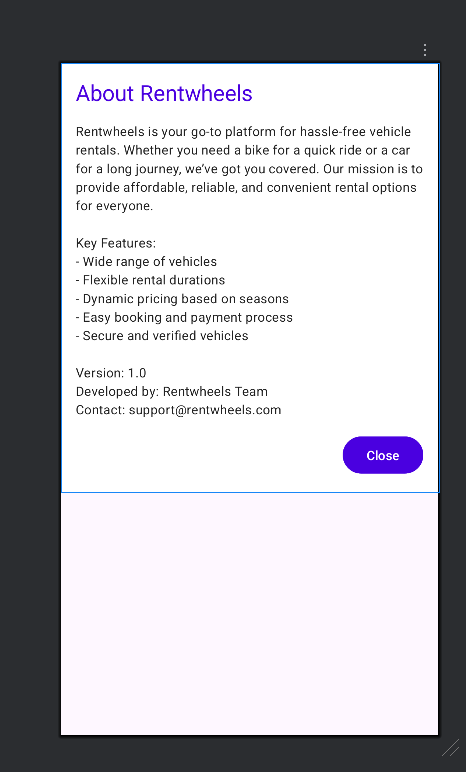 About Rentwheels
Rentwheels is your go-to platform for hassle-free vehicle
rentals. Whether you need a bike for a quick ride or a car
for a long journey, we’ve got you covered. Our mission is to
provide affordable, reliable, and convenient rental options
for everyone.
Key Features:
- Wide range of vehicles
- Flexible rental durations
- Dynamic pricing based on seasons
- Easy booking and payment process
- Secure and verified vehicles
Version: 1.0
Developed by: Rentwheels Team
Contact: support@rentwheels.com
Close